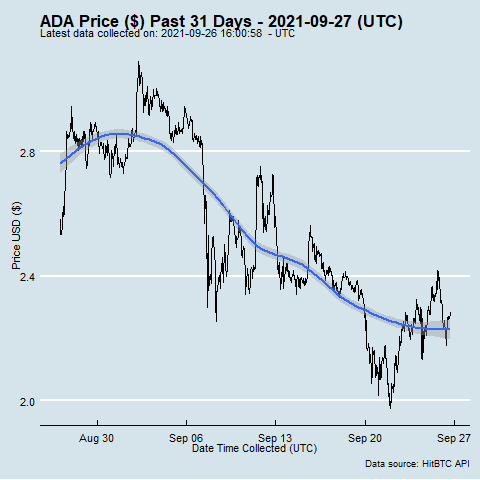 ADA Price ($) Past 31 Days - 2021-09-27 (UTC)
Latest data collected on: 2021-09-26 16:00:58  - UTC
Price USD ($)
2.8
2.4
2.0
Aug 30
Sep 06
Sep 13
Sep 20
Sep 27
Date Time Collected (UTC)
Data source: HitBTC API